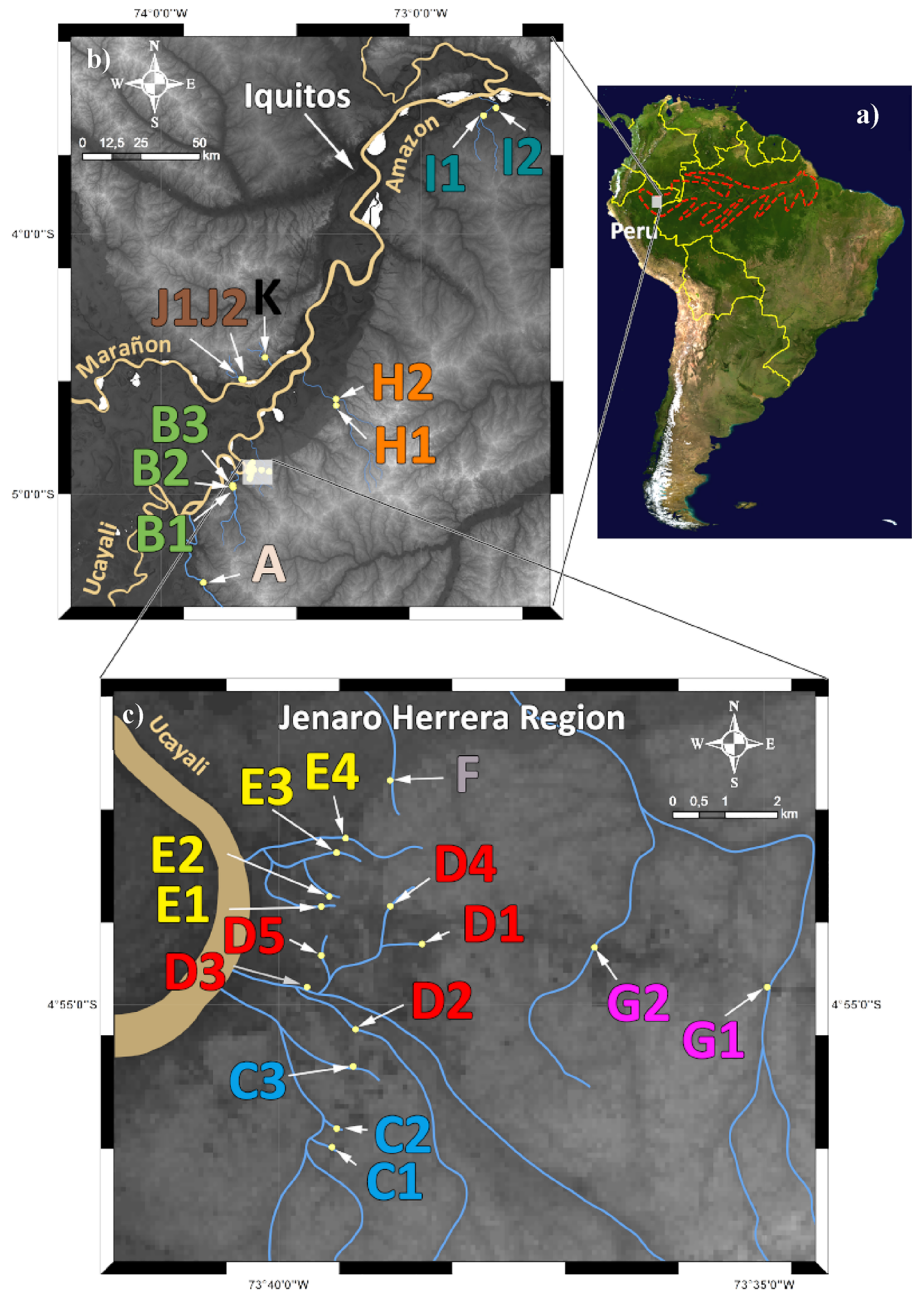 74°0'0"W
73°0'0"W
b)
N
W
E
S
0
12,5
25
50
km
Iquitos
Amazon
I1
I2
a)
Peru
4°0'0"S
J1
J2
K
Marañon
H2
H1
B3
B2
B1
5°0'0"S
Ucayali
A
c)
Ucayali
Jenaro Herrera Region
N
W
E
S
0
0,5
1
2
km
E4
E3
F
E2
E1
D4
D5
D1
D3
D2
G2
G1
4°55'0"S
4°55'0"S
C3
C2
C1
73°40'0"W
73°35'0"W